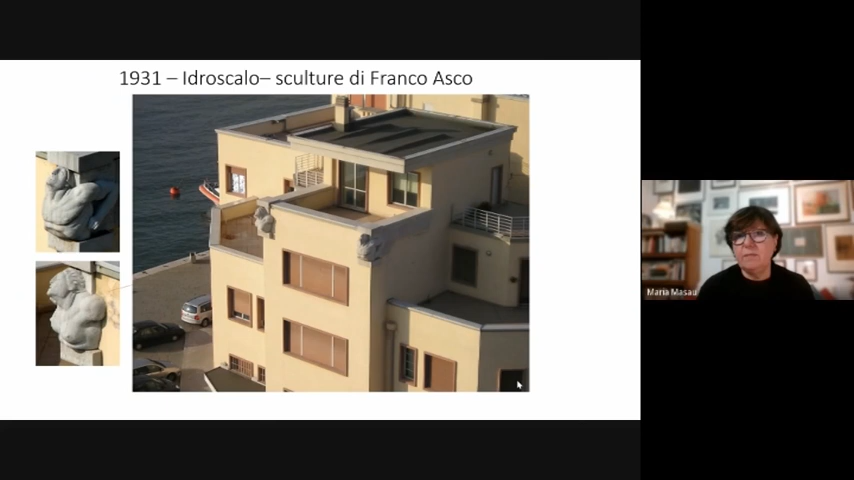 1931 – Idroscalo– sculture di Franco Asco
Maria Masau